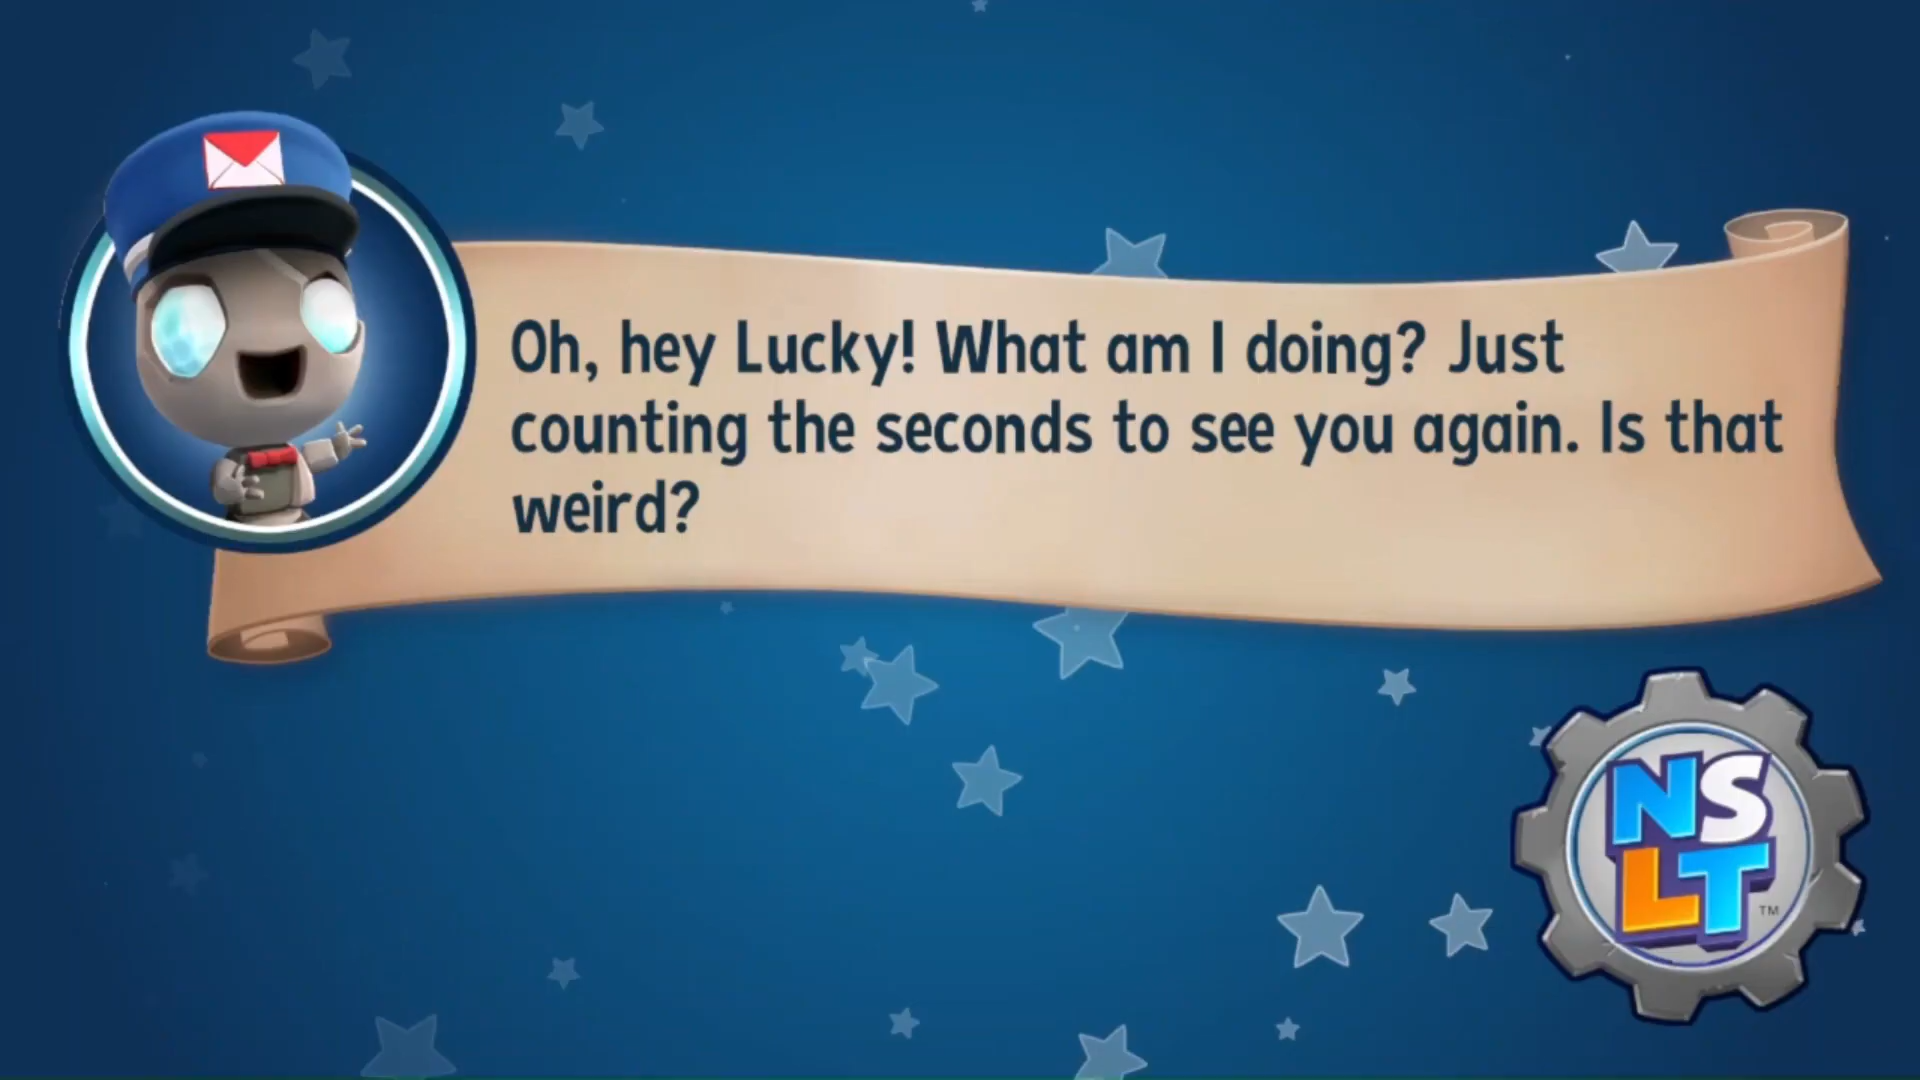 Oh, hey Lucky! What am I doing? Just
counting the seconds to see you again. Is that
weird?
NS
LT
TM